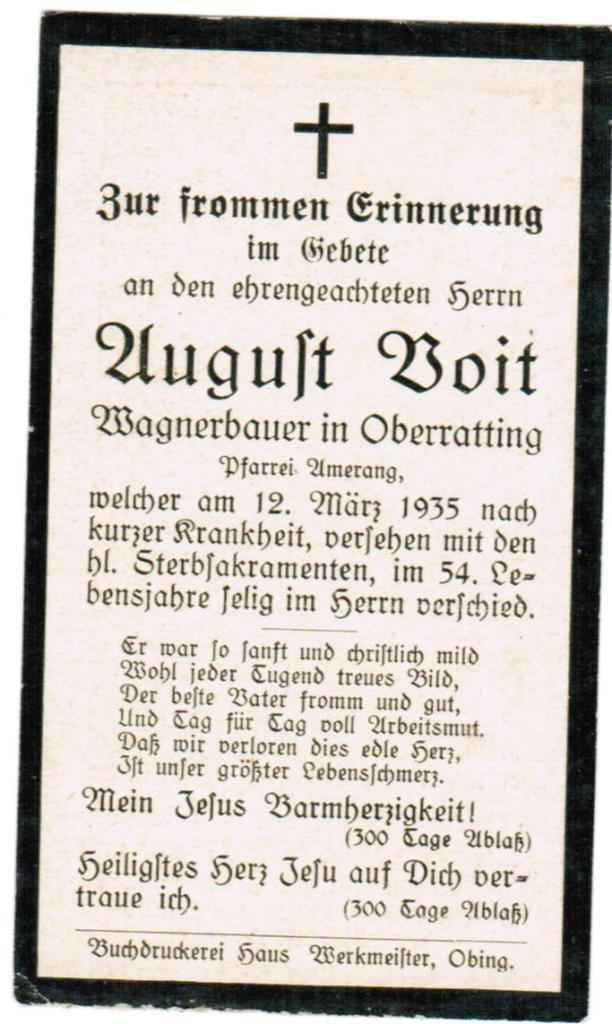 Zur frommen Erinnerung
im Gebete
an den ehrengeachteten Herrn
August Voit
Wagnerbauer in Oberratting
Pfarrei Amerang,
welcher am 12. März 1935 nach
kurzer Krankheit, versehen mit den
hl. Sterbsakramenten, im 54. Le-
bensjahre selig im Herrn verschied.
Er war so sanft und christlich mild
Wohl jeder Tugend treues Bild,
Der beste Vater fromm und gut,
Und Tag für Tag voll Arbeitsmut.
Daß wir verloren dies edle Herz,
Ist unser größter Lebensschmerz.
Mein Jesus Barmherzigkeit!
(300 Tage Ablaß)
Heiligstes Herz Jesu auf Dich ver-
traue ich. (300 Tage Ablaß)
Buchdruckerei Haus Werkmeister, Obing.